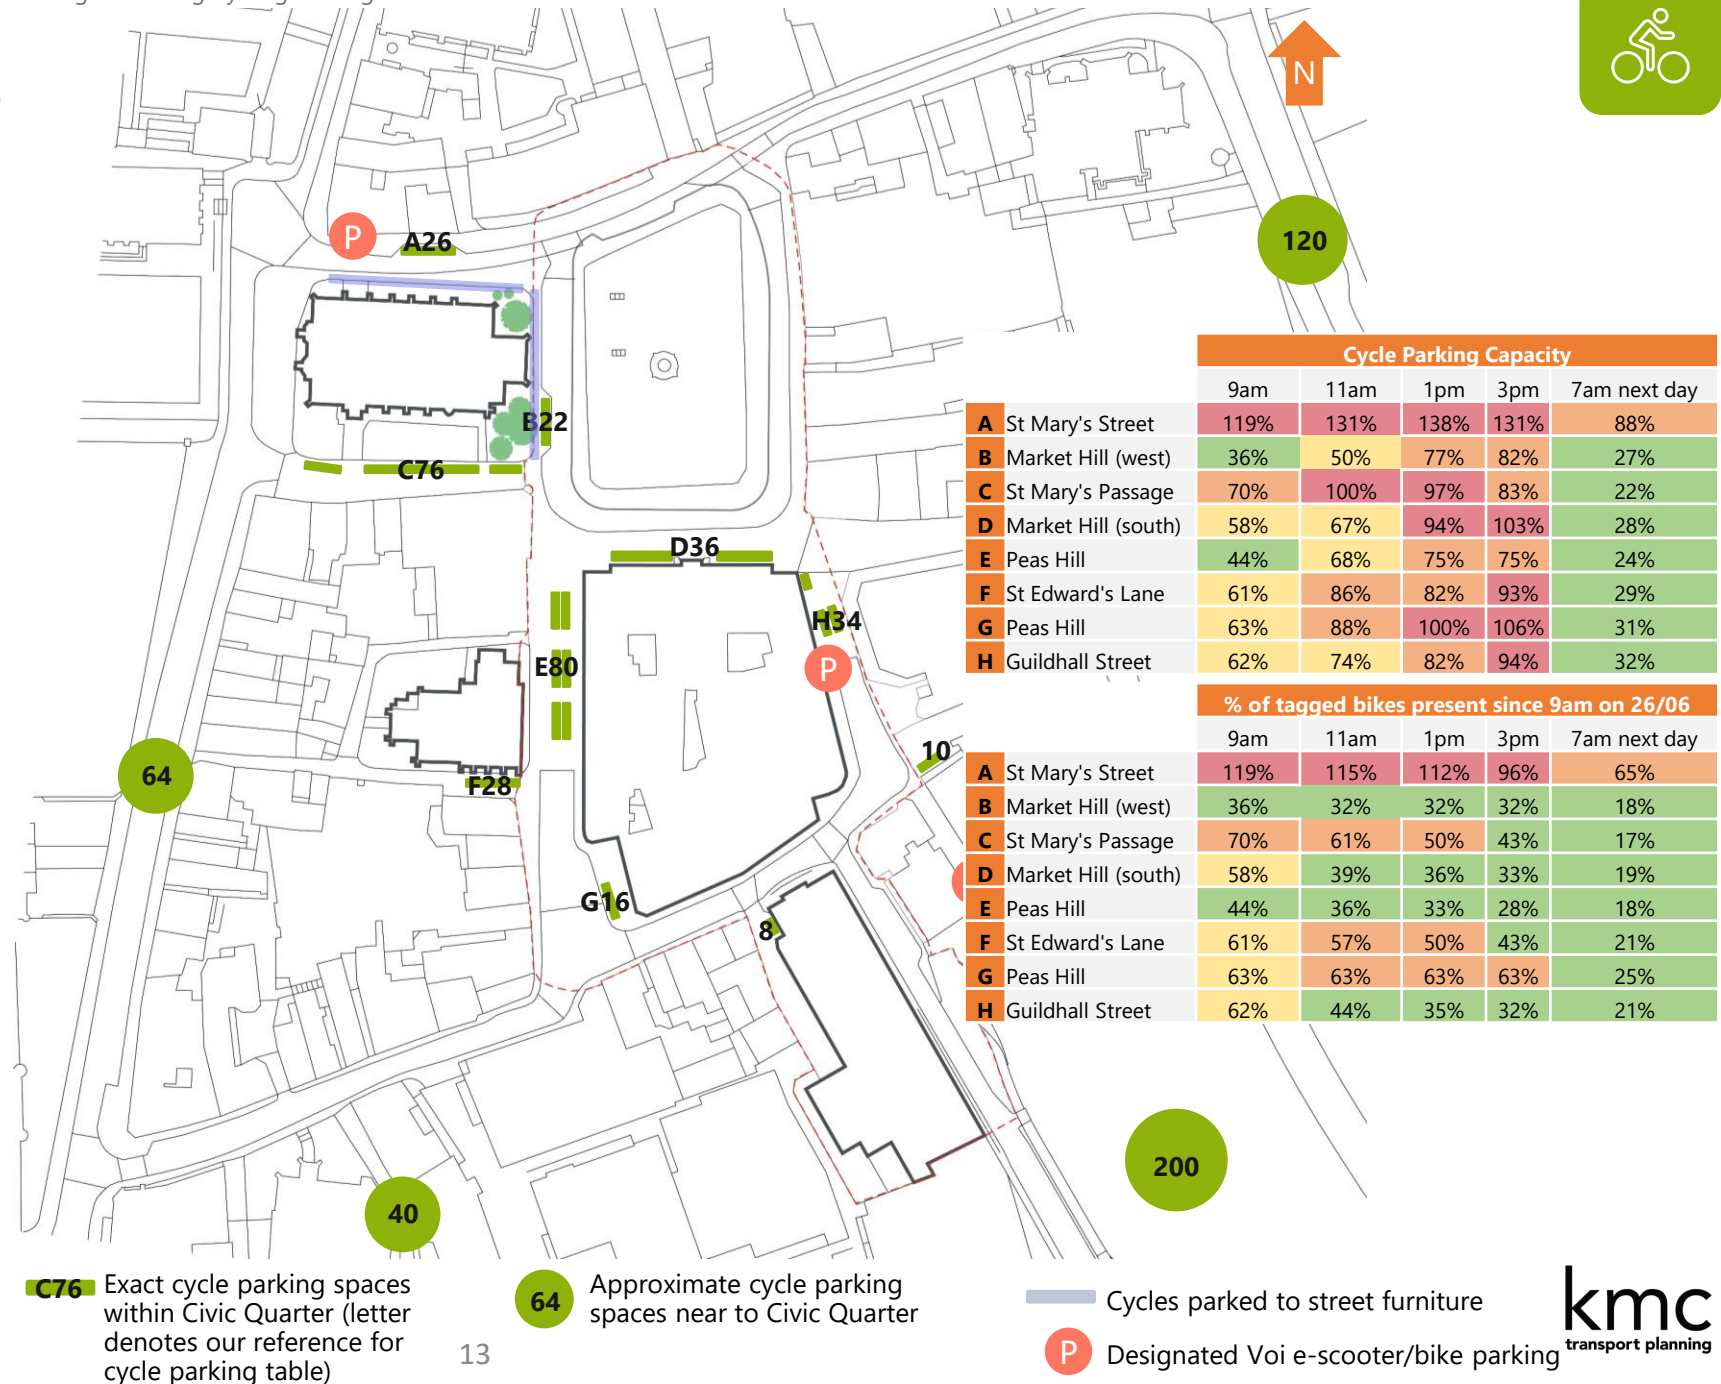 N
P
A26
120
B22
C76
D36
H34
E80
P
10
64
F28
G16
8
40
200
Cycle Parking Capacity
9am 11am 1pm 3pm 7am next day
A St Mary's Street 119% 131% 138% 131% 88%
B Market Hill (west) 36% 50% 77% 82% 27%
C St Mary's Passage 70% 100% 97% 83% 22%
D Market Hill (south) 58% 67% 94% 103% 28%
E Peas Hill 44% 68% 75% 75% 24%
F St Edward's Lane 61% 86% 82% 93% 29%
G Peas Hill 63% 88% 100% 106% 31%
H Guildhall Street 62% 74% 82% 94% 32%
% of tagged bikes present since 9am on 26/06
9am 11am 1pm 3pm 7am next day
A St Mary's Street 119% 115% 112% 96% 65%
B Market Hill (west) 36% 32% 32% 32% 18%
C St Mary's Passage 70% 61% 50% 43% 17%
D Market Hill (south) 58% 39% 36% 33% 19%
E Peas Hill 44% 36% 33% 28% 18%
F St Edward's Lane 61% 57% 50% 43% 21%
G Peas Hill 63% 63% 63% 63% 25%
H Guildhall Street 62% 44% 35% 32% 21%
C76 Exact cycle parking spaces
within Civic Quarter (letter
denotes our reference for
cycle parking table)
64 Approximate cycle parking
spaces near to Civic Quarter
Cycles parked to street furniture
P Designated Voi e-scooter/bike parking
kmc
transport planning
13